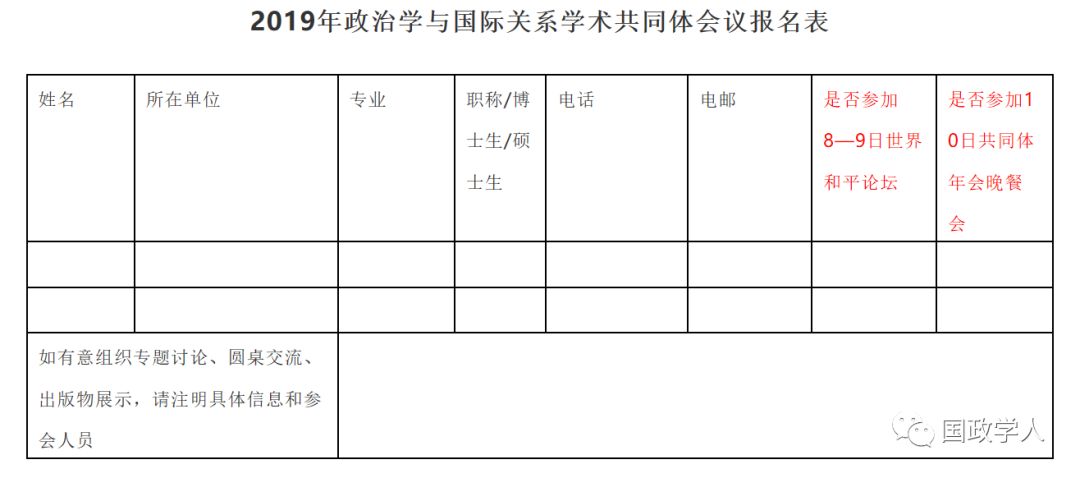 2019年政治学与国际关系学术共同体会议报名表
姓名
所在单位
专业
职称/博
士生/硕
士生
电话
电邮
是否参加
8—9日世界
和平论坛
是否参加1
0日共同体
年会晚餐
会
如有意组织专题讨论、圆桌交流、
出版物展示，请注明具体信息和参
会人员
国政学人